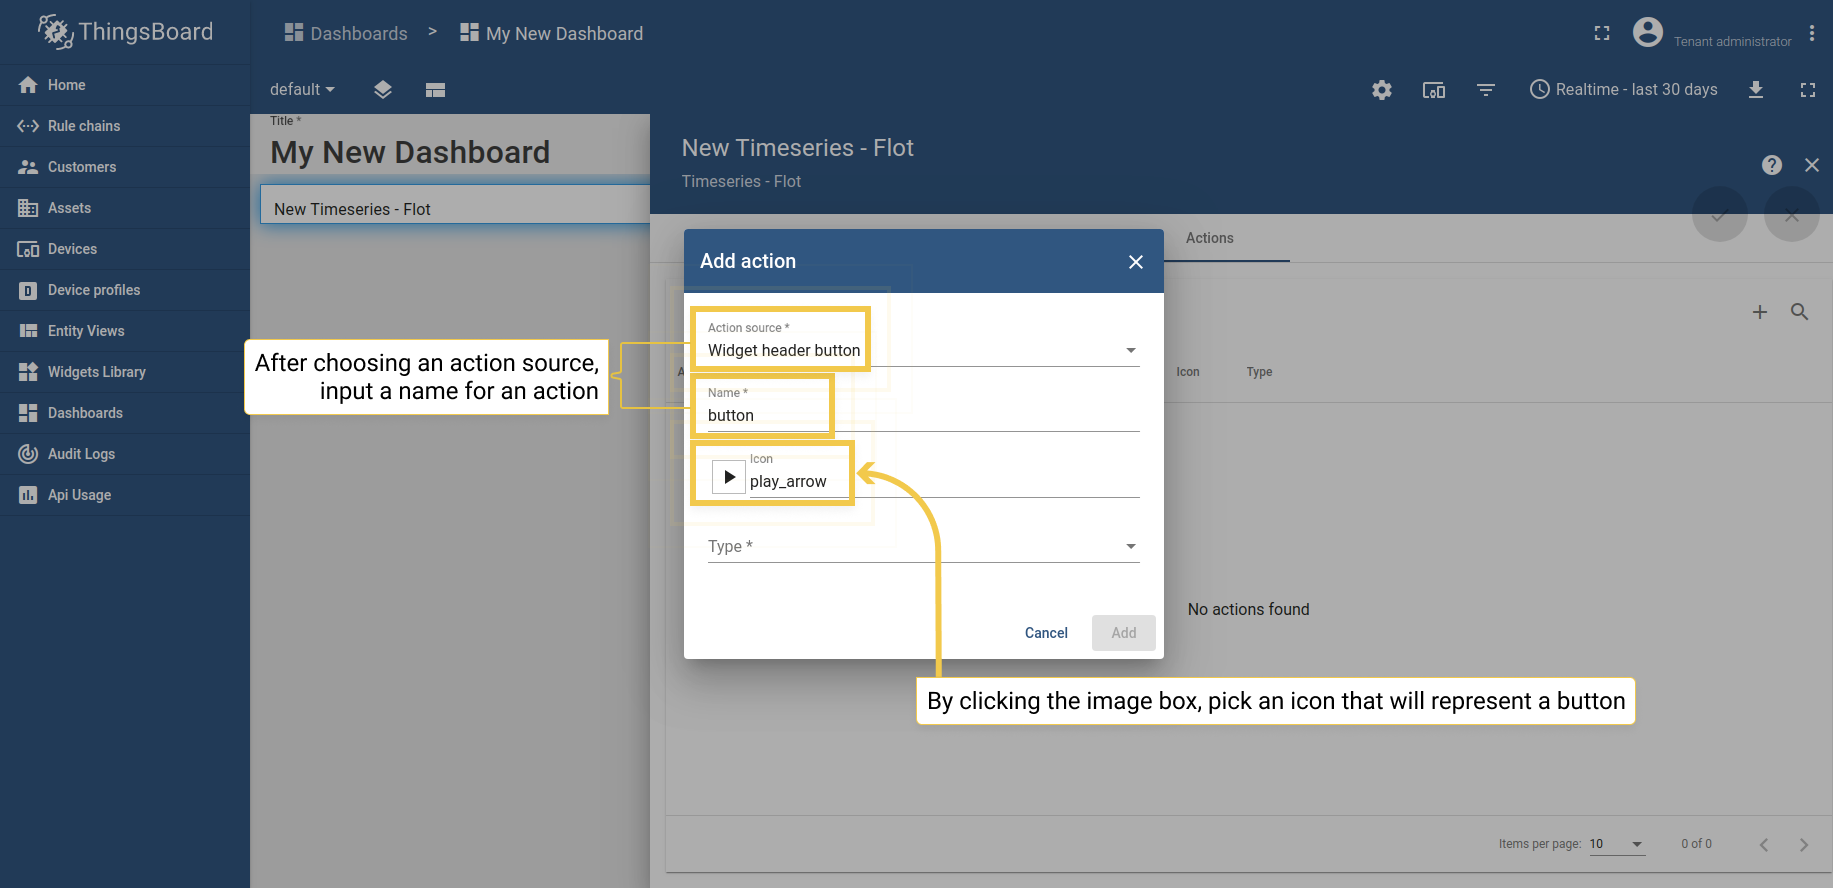 ThingsBoard
Dashboards > My New Dashboard
Tenant administrator
Home
Rule chains
Customers
Assets
Devices
Device profiles
Entity Views
Widgets Library
Dashboards
Audit Logs
Api Usage
default
Realtime - last 30 days
Title *
My New Dashboard
New Timeseries - Flot
New Timeseries - Flot
Timeseries - Flot
Actions
Icon Type
No actions found
Items per page: 10 0 of 0
Add action
Action source *
Widget header button
Name *
button
Icon
play_arrow
Type *
Cancel Add
After choosing an action source,
input a name for an action
By clicking the image box, pick an icon that will represent a button